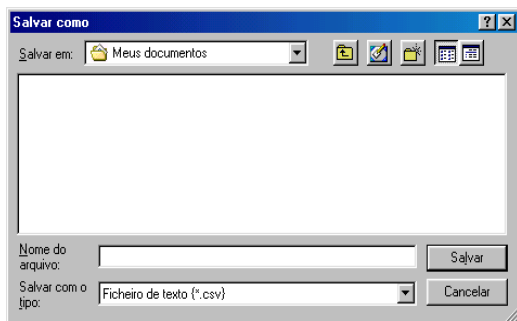 Salvar como
Salvar em: Meus documentos
Nome do
arquivo:
Salvar
Salvar com o
tipo:
Ficheiro de texto {*.csv}
Cancelar